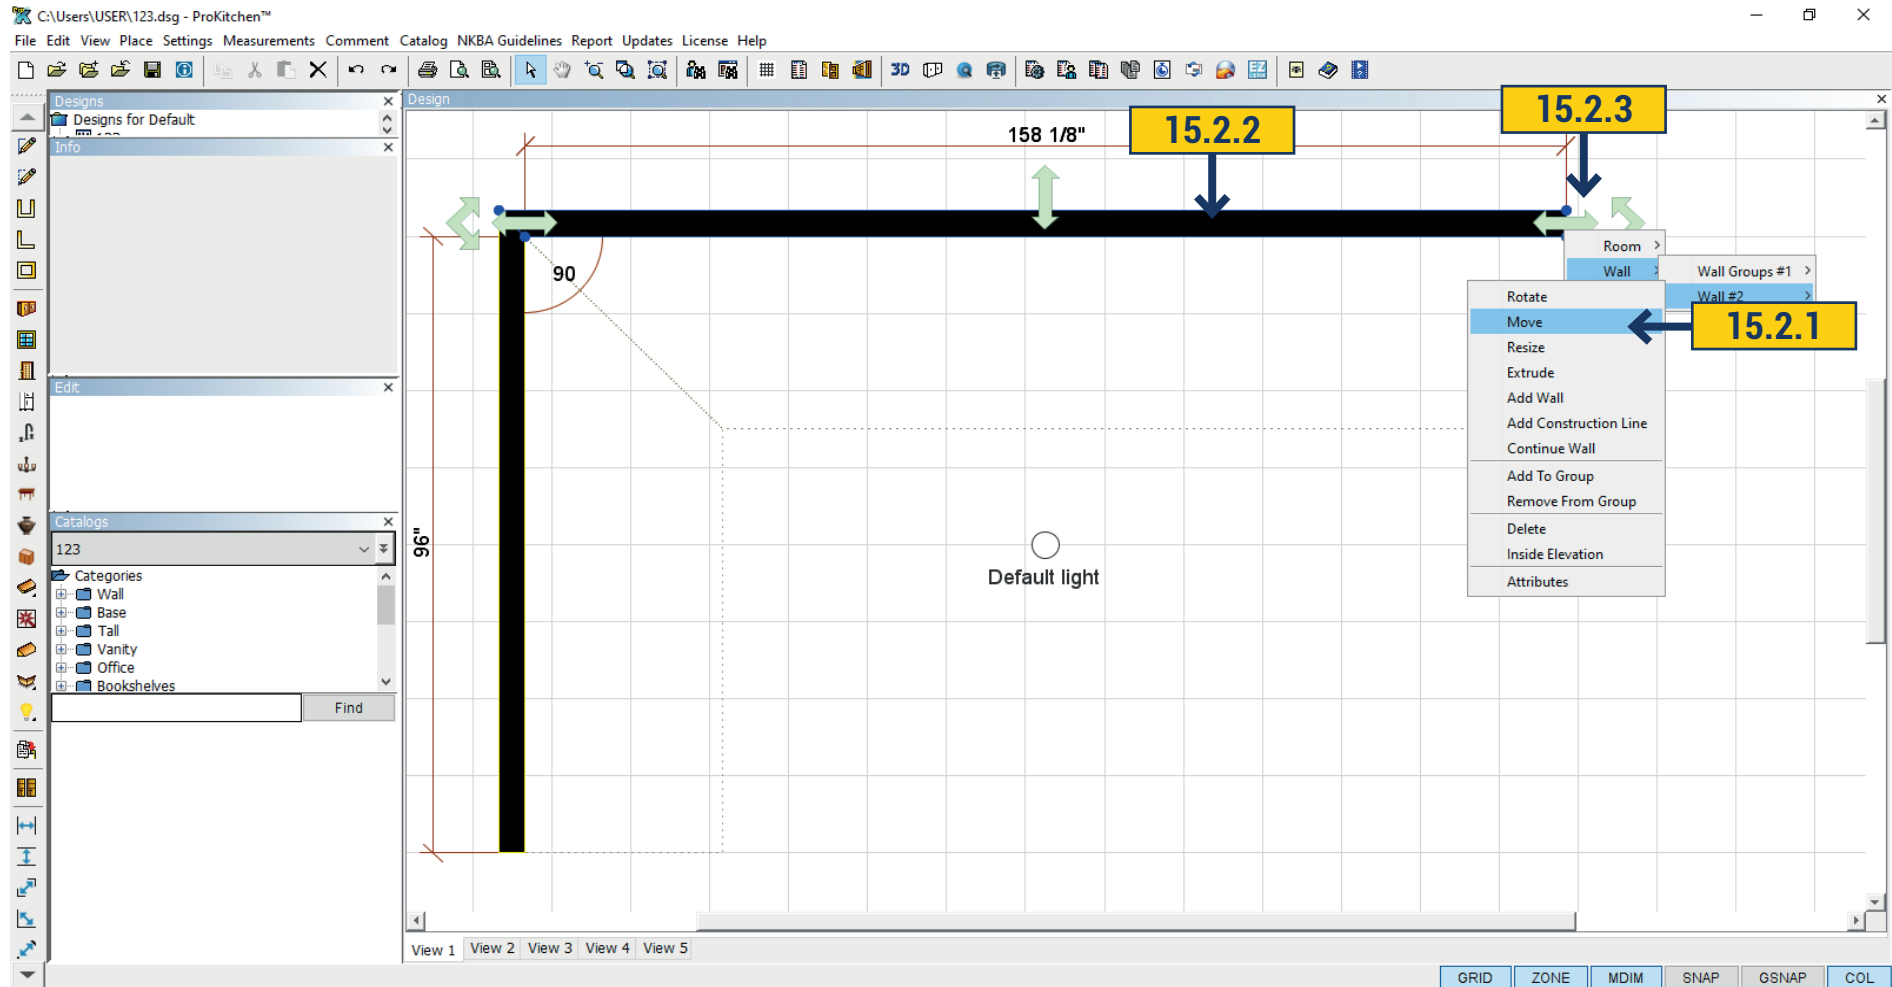 C:\Users\USER\123.dsg - ProKitchen™
File Edit View Place Settings Measurements Comment Catalog NKBA Guidelines Report Updates License Help
3D
EZ
Designs
Designs for Default
Info
Edit
Catalogs
123
Categories
Wall
Base
Tall
Vanity
Office
Bookshelves
Find
Design
158 1/8"
15.2.2
15.2.3
90
96"
Default light
Room
Wall
Wall Groups #1
Wall #2
15.2.1
Rotate
Move
Resize
Extrude
Add Wall
Add Construction Line
Continue Wall
Add To Group
Remove From Group
Delete
Inside Elevation
Attributes
View 1 View 2 View 3 View 4 View 5
GRID ZONE MDIM SNAP GSNAP COL